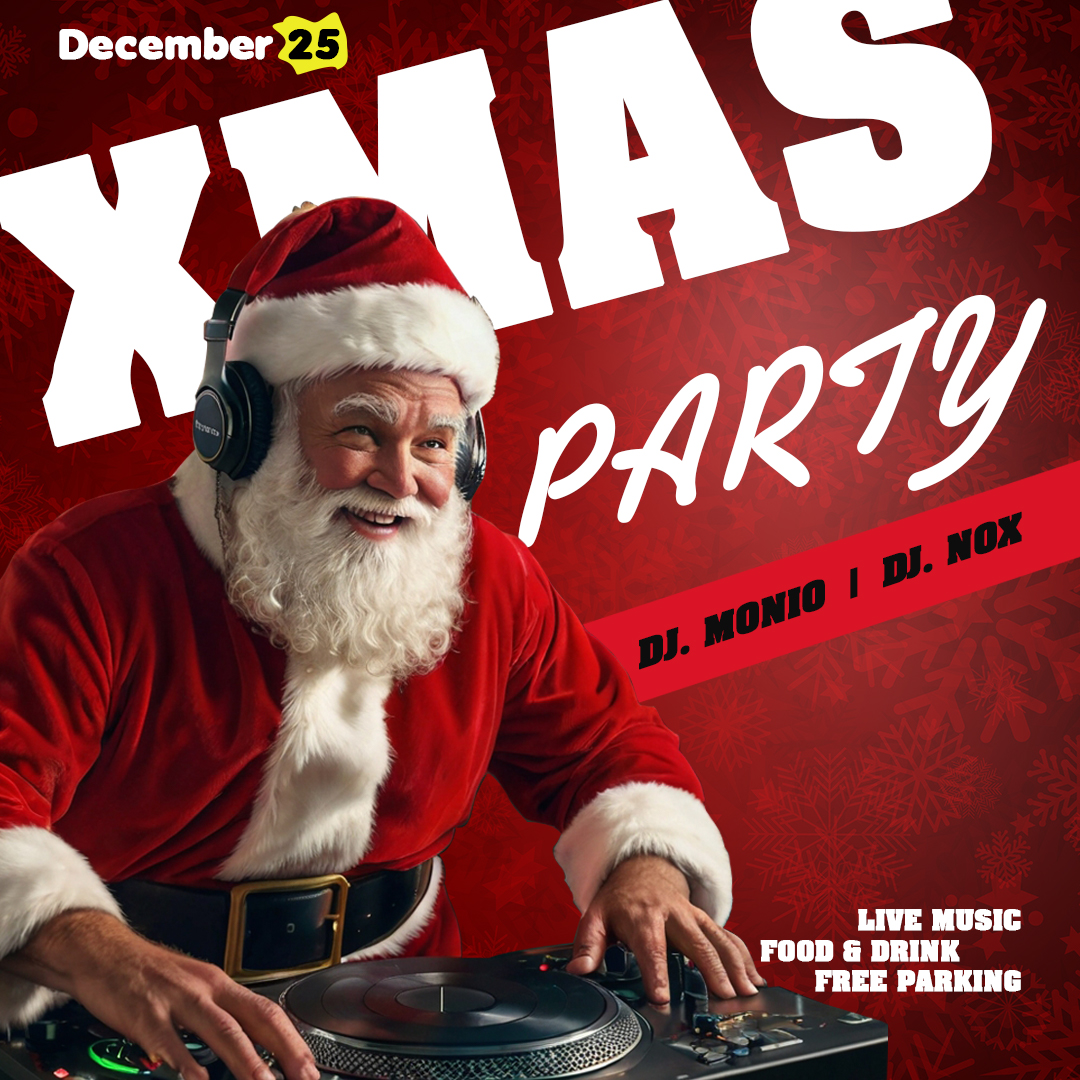 December 25
XMAS
PARTY
DJ. MONIO | DJ. NOX
LIVE MUSIC
FOOD & DRINK
FREE PARKING